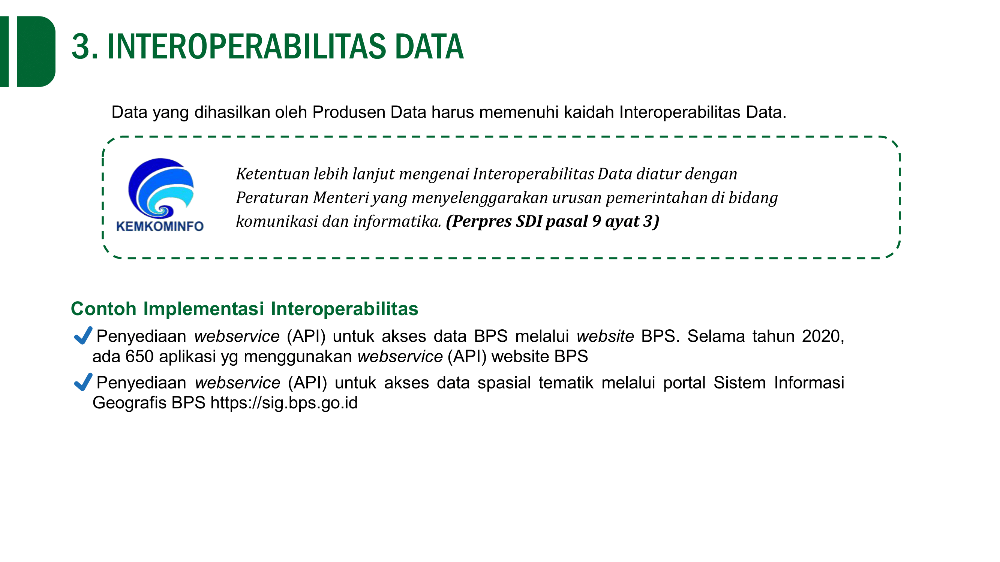 3. INTEROPERABILITAS DATA
Data yang dihasilkan oleh Produsen Data harus memenuhi kaidah Interoperabilitas Data.
KEMKOMINFO
Ketentuan lebih lanjut mengenai Interoperabilitas Data diatur dengan
Peraturan Menteri yang menyelenggarakan urusan pemerintahan di bidang
komunikasi dan informatika. (Perpres SDI pasal 9 ayat 3)
Contoh Implementasi Interoperabilitas
Penyediaan webservice (API) untuk akses data BPS melalui website BPS. Selama tahun 2020,
ada 650 aplikasi yg menggunakan webservice (API) website BPS
Penyediaan webservice (API) untuk akses data spasial tematik melalui portal Sistem Informasi
Geografis BPS https://sig.bps.go.id